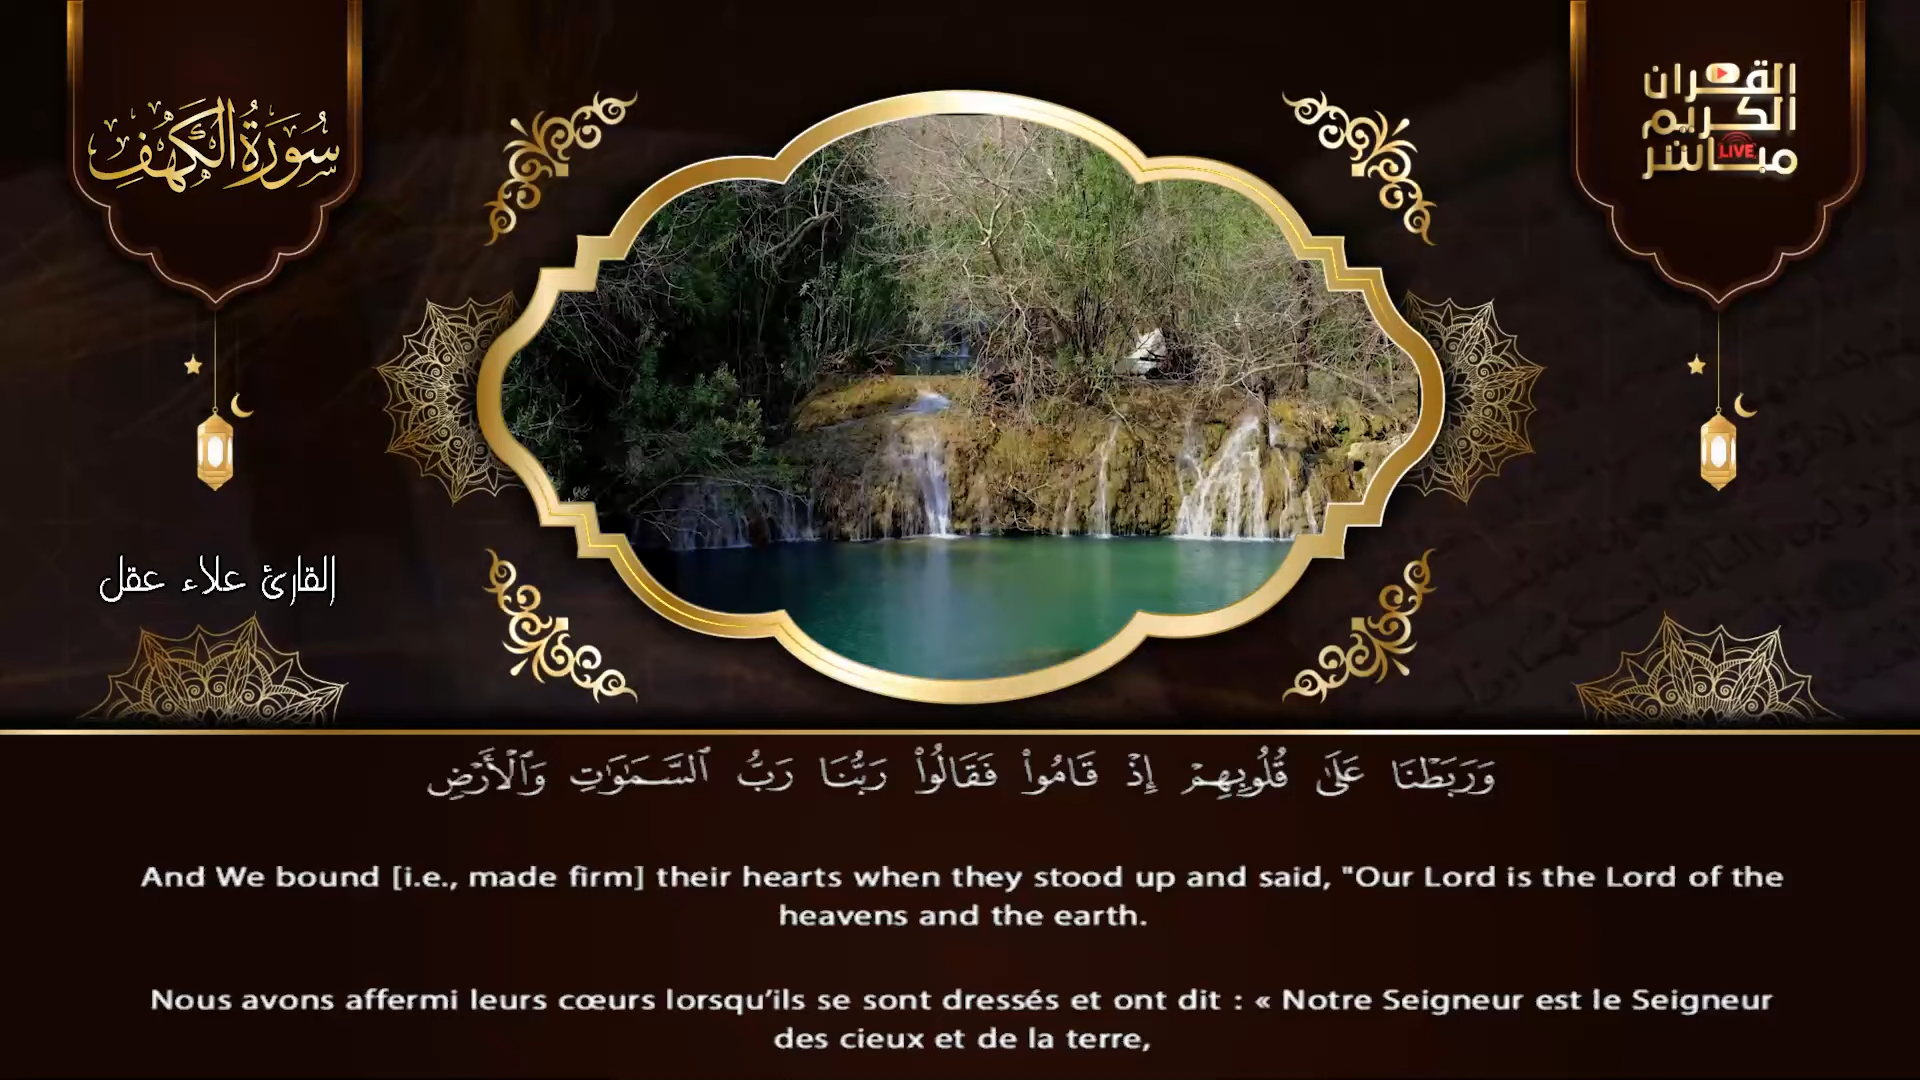 سُورَةُ الْكَهْفِ
القرآن
الكريم
مباشر
LIVE
القارئ علاء عقل
وَرَبَطْنَا عَلَىٰ قُلُوبِهِمْ إِذْ قَامُوا۟ فَقَالُوا۟ رَبُّنَا رَبُّ ٱلسَّمَـٰوَٰتِ وَٱلْأَرْضِ
And We bound [i.e., made firm] their hearts when they stood up and said, "Our Lord is the Lord of the
heavens and the earth.
Nous avons affermi leurs cœurs lorsqu’ils se sont dressés et ont dit : « Notre Seigneur est le Seigneur
des cieux et de la terre,